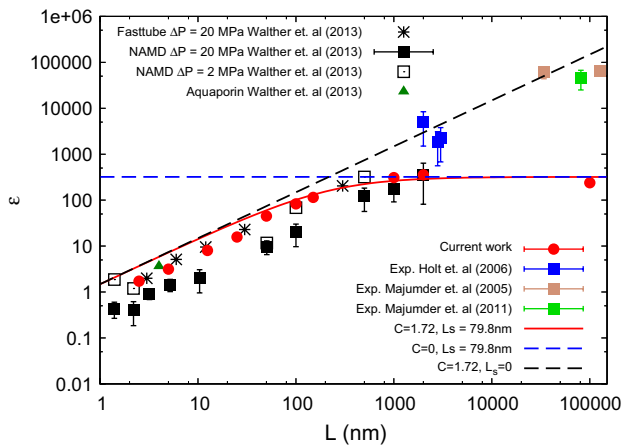 1e+06
100000
10000
1000
100
10
1
0.1
0.01
ε
Fasttube ΔP = 20 MPa Walther et. al (2013)
NAMD ΔP = 20 MPa Walther et. al (2013)
NAMD ΔP = 2 MPa Walther et. al (2013)
Aquaporin Walther et. al (2013)
Current work
Exp. Holt et. al (2006)
Exp. Majumder et. al (2005)
Exp. Majumder et. al (2011)
C=1.72, Ls = 79.8nm
C=0, Ls = 79.8nm
C=1.72, Ls=0
1 10 100 1000 10000 100000
L (nm)